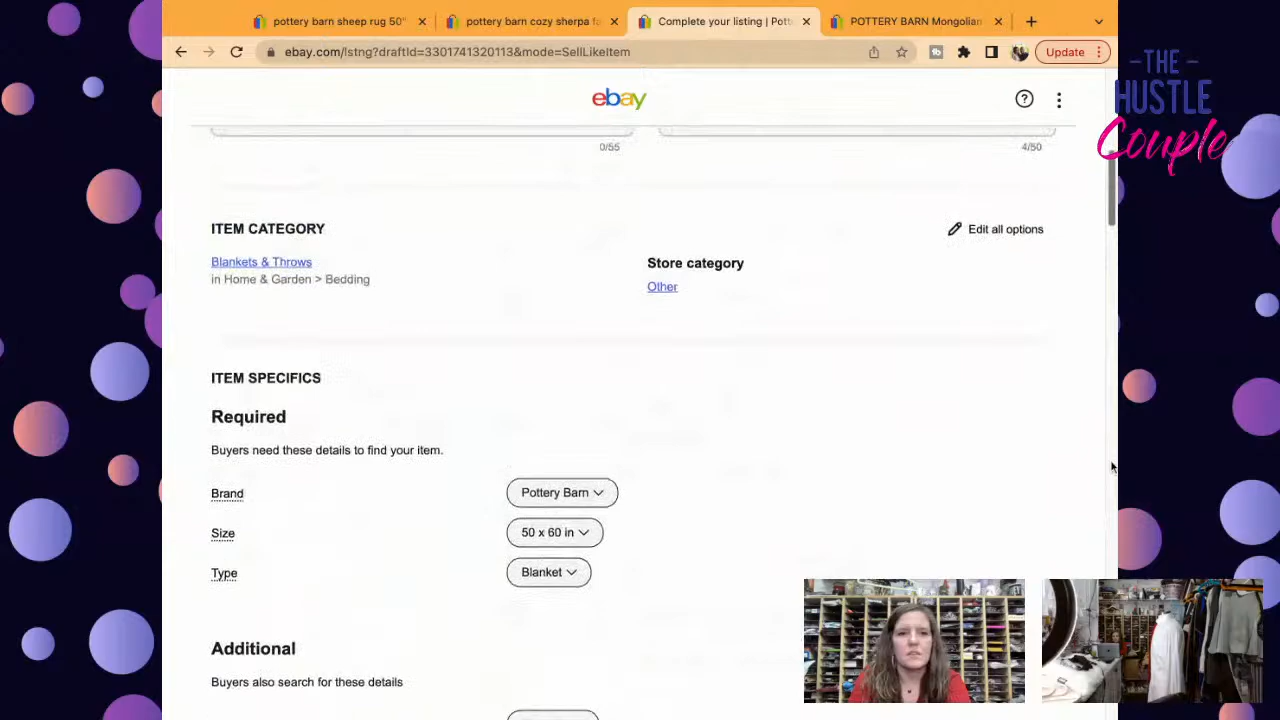 pottery barn sheep rug 50"
pottery barn cozy sherpa fa
Complete your listing | Pott
POTTERY BARN Mongolian
ebay.com/lstng?draftId=3301741320113&mode=SellLikeItem
Update
-THE-
HUSTLE
Couple
ebay
0/55
4/50
ITEM CATEGORY
Edit all options
Blankets & Throws
in Home & Garden > Bedding
Store category
Other
ITEM SPECIFICS
Required
Buyers need these details to find your item.
Brand
Pottery Barn
Size
50 x 60 in
Type
Blanket
Additional
Buyers also search for these details